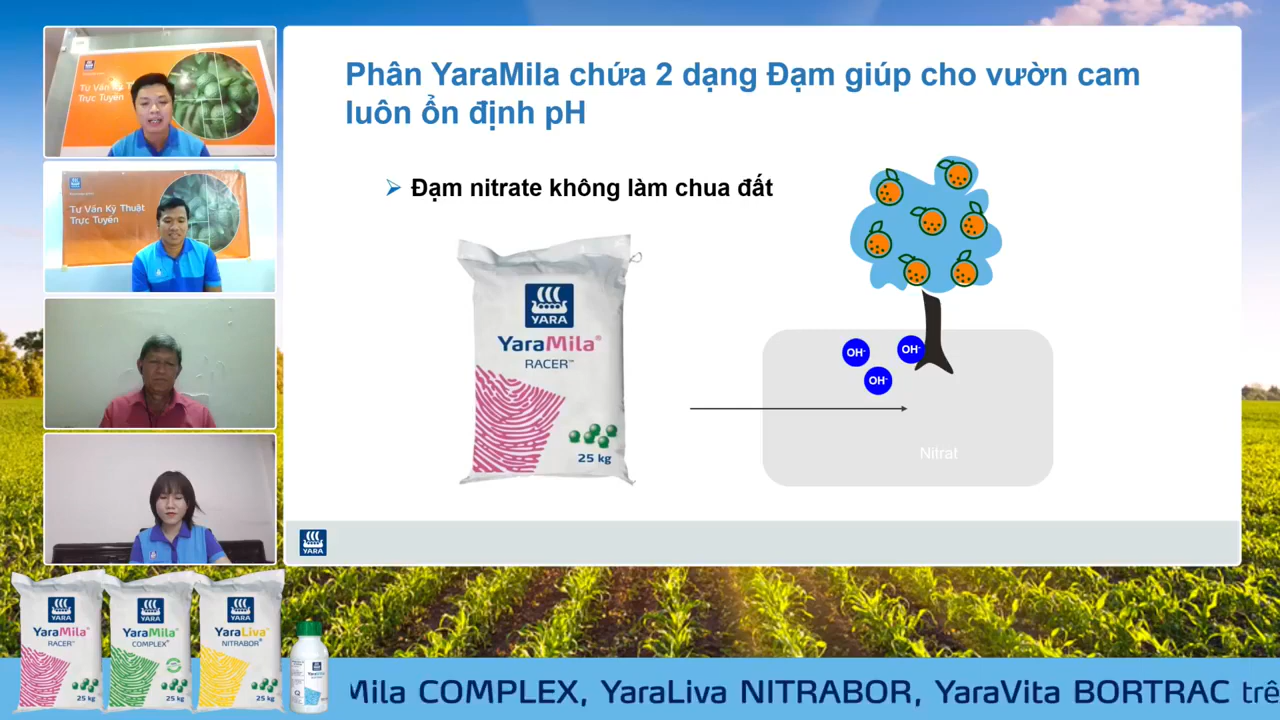 Phân YaraMila chứa 2 dạng Đạm giúp cho vườn cam
luôn ổn định pH
Đạm nitrate không làm chua đất
YARA
YaraMila®
RACER™
25 kg
OH-
OH-
OH-
Nitrat
YARA
Tư Vấn Kỹ T
Trực Tuyến
Tư Vấn Kỹ Thuật
Trực Tuyến
YARA
YaraMila
RACER™
25 kg
YARA
YaraMila
COMPLEX®
25 kg
YARA
YaraLiva
NITRABOR®
25 kg
Mila COMPLEX, YaraLiva NITRABOR, YaraVita BORTRAC trê